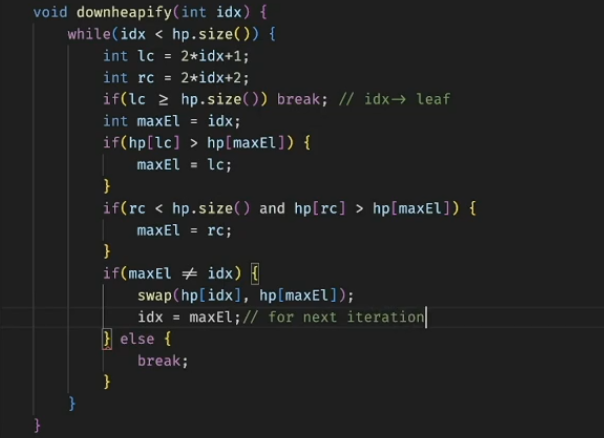 void downheapify(int idx) {
while(idx < hp.size()) {
int lc = 2*idx+1;
int rc = 2*idx+2;
if(lc ≥ hp.size()) break; // idx→ leaf
int maxEl = idx;
if(hp[lc] > hp[maxEl]) {
maxEl = lc;
}
if(rc < hp.size() and hp[rc] > hp[maxEl]) {
maxEl = rc;
}
if(maxEl ≠ idx) {
swap(hp[idx], hp[maxEl]);
idx = maxEl;// for next iteration
} else {
break;
}
}
}